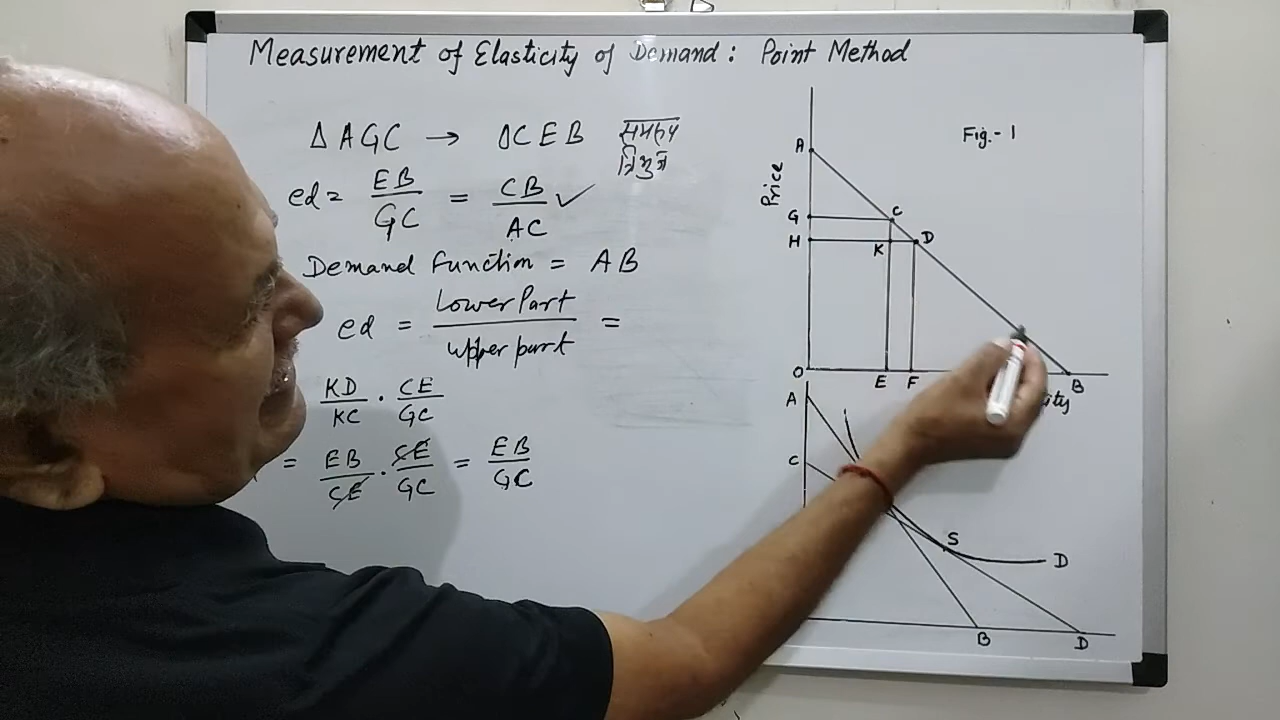 Measurement of Elasticity of Demand: Point Method
Δ AGC → Δ CEB समरूप
त्रिभुज
ed = EB/GC = CB/AC ✓
Demand Function = AB
ed = Lower Part/upper part =
KD/KC · CE/GC
= EB/CE · CE/GC = EB/GC
Fig.-1
Price
A
G C
H K D
O E F B
A
C
S
D
B D